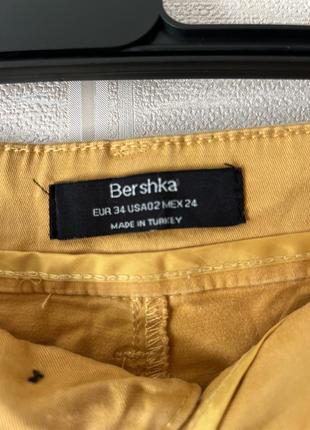 Bershka
EUR 34 USA02 MEX 24
MADE IN TURKEY